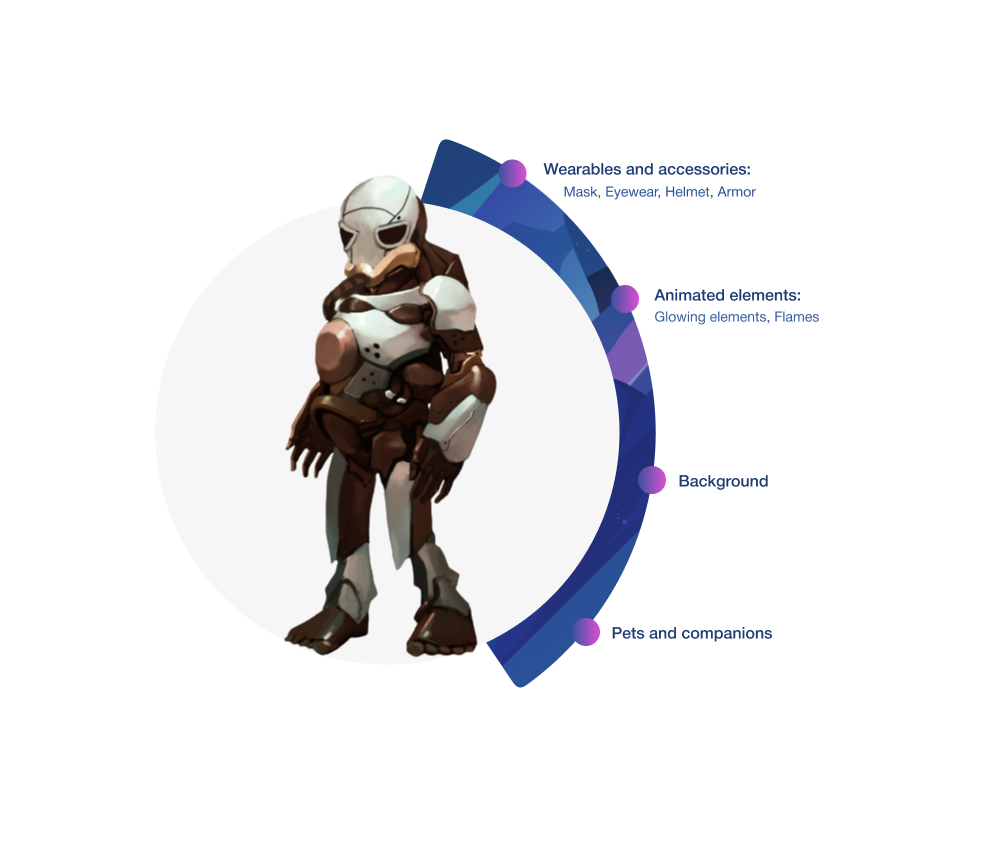 Wearables and accessories:
Mask, Eyewear, Helmet, Armor
Animated elements:
Glowing elements, Flames
Background
Pets and companions